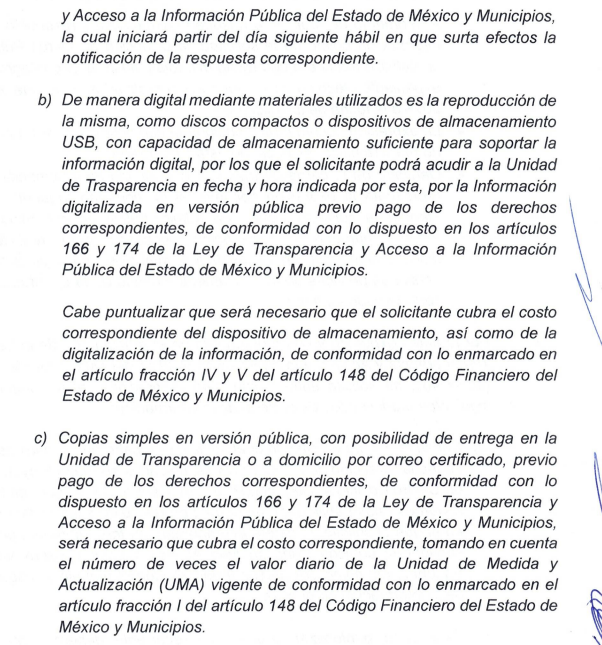 y Acceso a la Información Pública del Estado de México y Municipios,
la cual iniciará partir del día siguiente hábil en que surta efectos la
notificación de la respuesta correspondiente.
b) De manera digital mediante materiales utilizados es la reproducción de
la misma, como discos compactos o dispositivos de almacenamiento
USB, con capacidad de almacenamiento suficiente para soportar la
información digital, por los que el solicitante podrá acudir a la Unidad
de Trasparencia en fecha y hora indicada por esta, por la Información
digitalizada en versión pública previo pago de los derechos
correspondientes, de conformidad con lo dispuesto en los artículos
166 y 174 de la Ley de Transparencia y Acceso a la Información
Pública del Estado de México y Municipios.
Cabe puntualizar que será necesario que el solicitante cubra el costo
correspondiente del dispositivo de almacenamiento, así como de la
digitalización de la información, de conformidad con lo enmarcado en
el artículo fracción IV y V del artículo 148 del Código Financiero del
Estado de México y Municipios.
c) Copias simples en versión pública, con posibilidad de entrega en la
Unidad de Transparencia o a domicilio por correo certificado, previo
pago de los derechos correspondientes, de conformidad con lo
dispuesto en los artículos 166 y 174 de la Ley de Transparencia y
Acceso a la Información Pública del Estado de México y Municipios,
será necesario que cubra el costo correspondiente, tomando en cuenta
el número de veces el valor diario de la Unidad de Medida y
Actualización (UMA) vigente de conformidad con lo enmarcado en el
artículo fracción I del artículo 148 del Código Financiero del Estado de
México y Municipios.